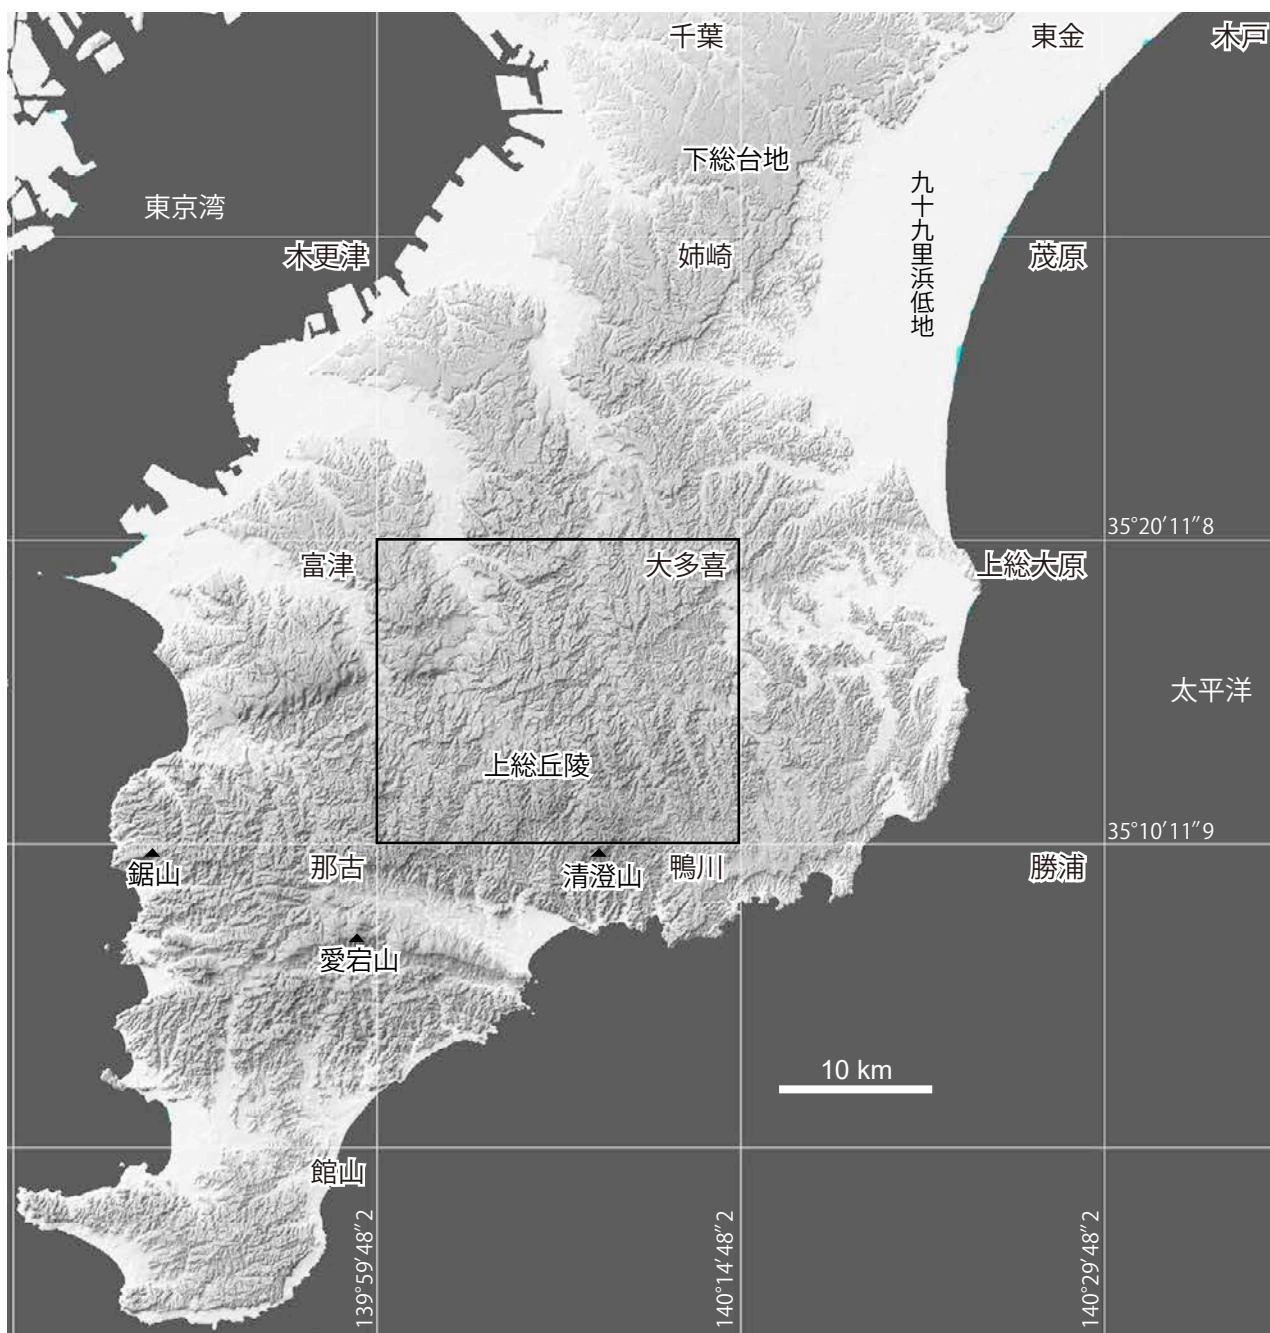 千葉
東金
木戸
下総台地
九十九里浜低地
東京湾
木更津
姉崎
茂原
35°20′11″8
富津
大多喜
上総大原
太平洋
上総丘陵
35°10′11″9
鋸山
那古
清澄山
鴨川
勝浦
愛宕山
10 km
館山
139°59′48″2
140°14′48″2
140°29′48″2